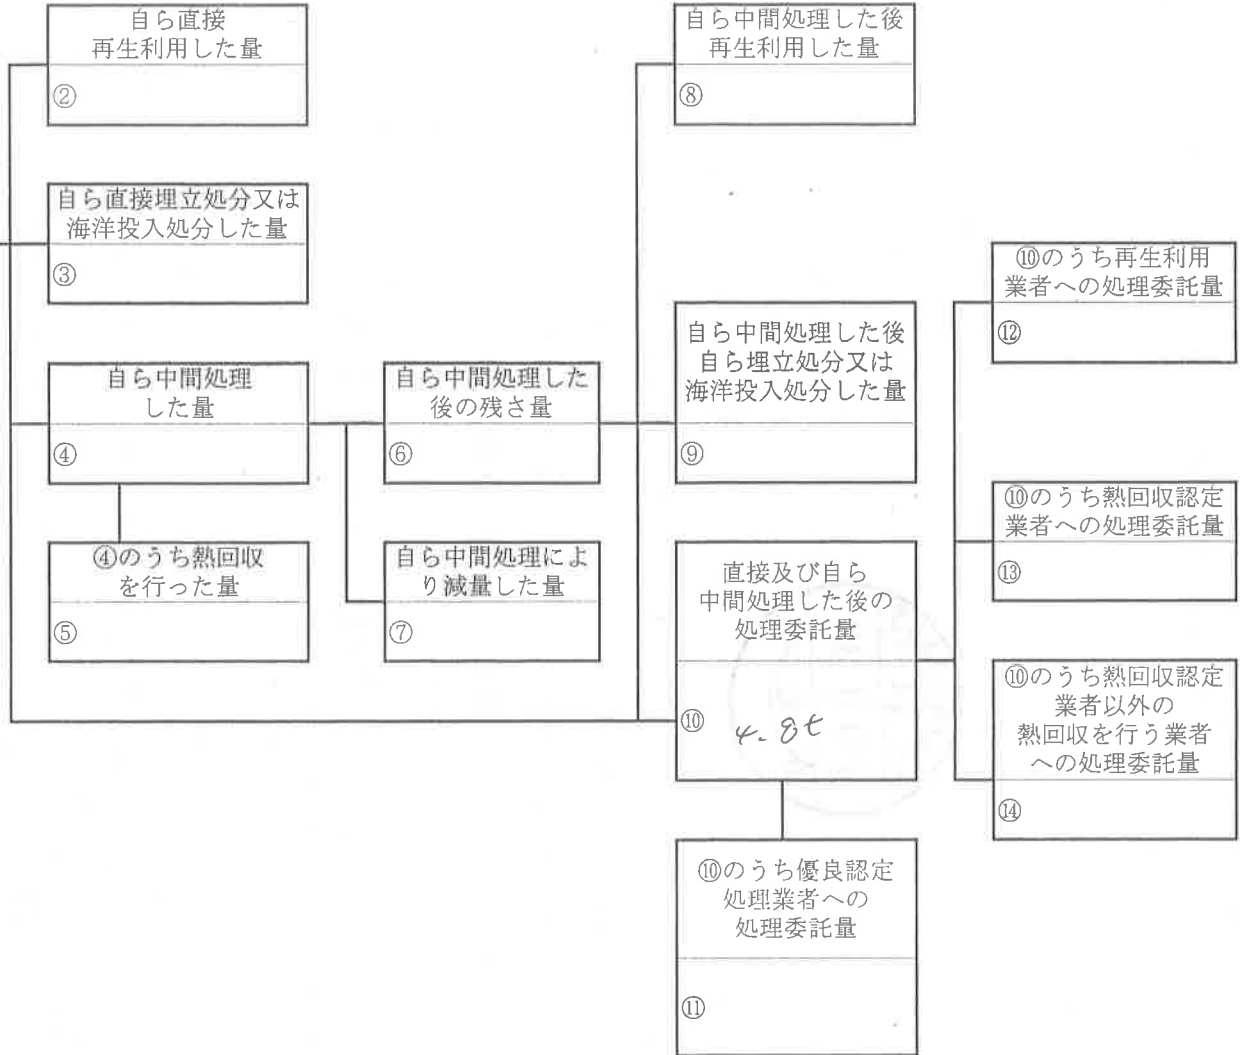 自ら直接
再生利用した量
②
自ら直接埋立処分又は
海洋投入処分した量
③
自ら中間処理
した量
④
④のうち熱回収
を行った量
⑤
自ら中間処理した
後の残さ量
⑥
自ら中間処理によ
り減量した量
⑦
自ら中間処理した後
再生利用した量
⑧
自ら中間処理した後
自ら埋立処分又は
海洋投入処分した量
⑨
直接及び自ら
中間処理した後の
処理委託量
⑩ 4.8t
⑩のうち優良認定
処理業者への
処理委託量
⑪
⑩のうち再生利用
業者への処理委託量
⑫
⑩のうち熱回収認定
業者への処理委託量
⑬
⑩のうち熱回収認定
業者以外の
熱回収を行う業者
への処理委託量
⑭